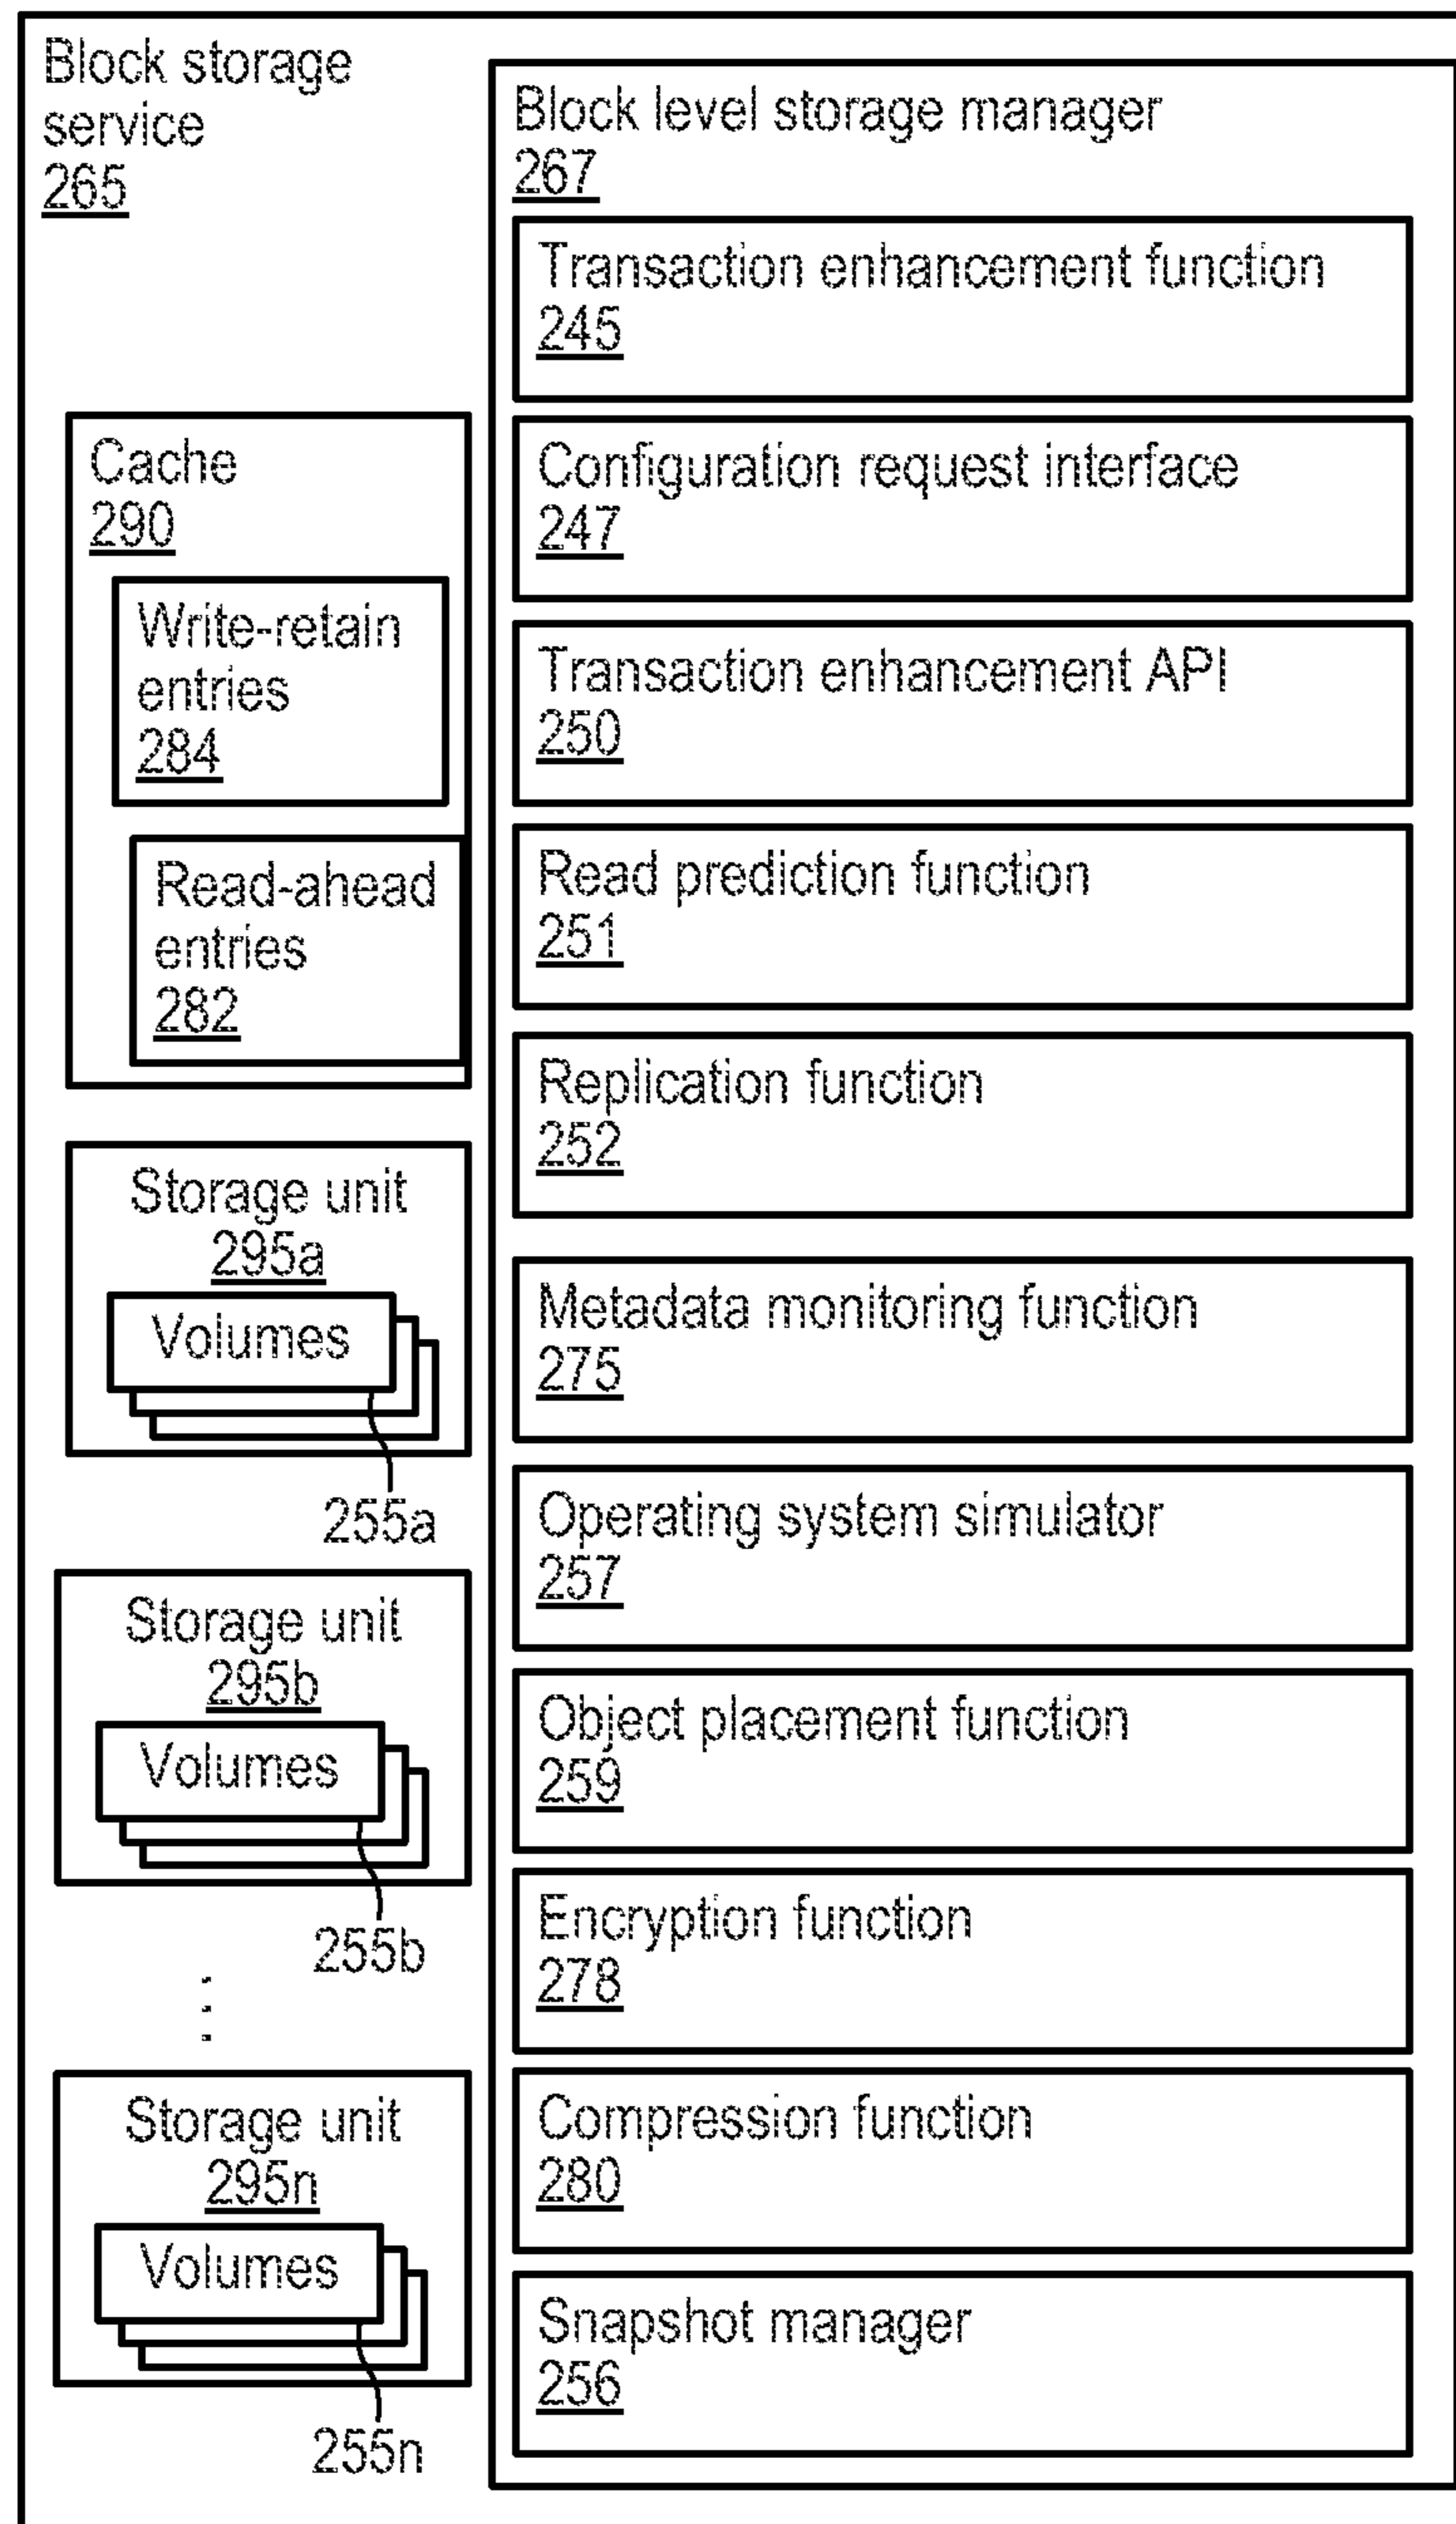 Block storage
service
265
Cache
290
Write-retain
entries
284
Read-ahead
entries
282
Storage unit
295a
Volumes
255a
Storage unit
295b
Volumes
255b
Storage unit
295n
Volumes
255n
Block level storage manager
267
Transaction enhancement function
245
Configuration request interface
247
Transaction enhancement API
250
Read prediction function
251
Replication function
252
Metadata monitoring function
275
Operating system simulator
257
Object placement function
259
Encryption function
278
Compression function
280
Snapshot manager
256